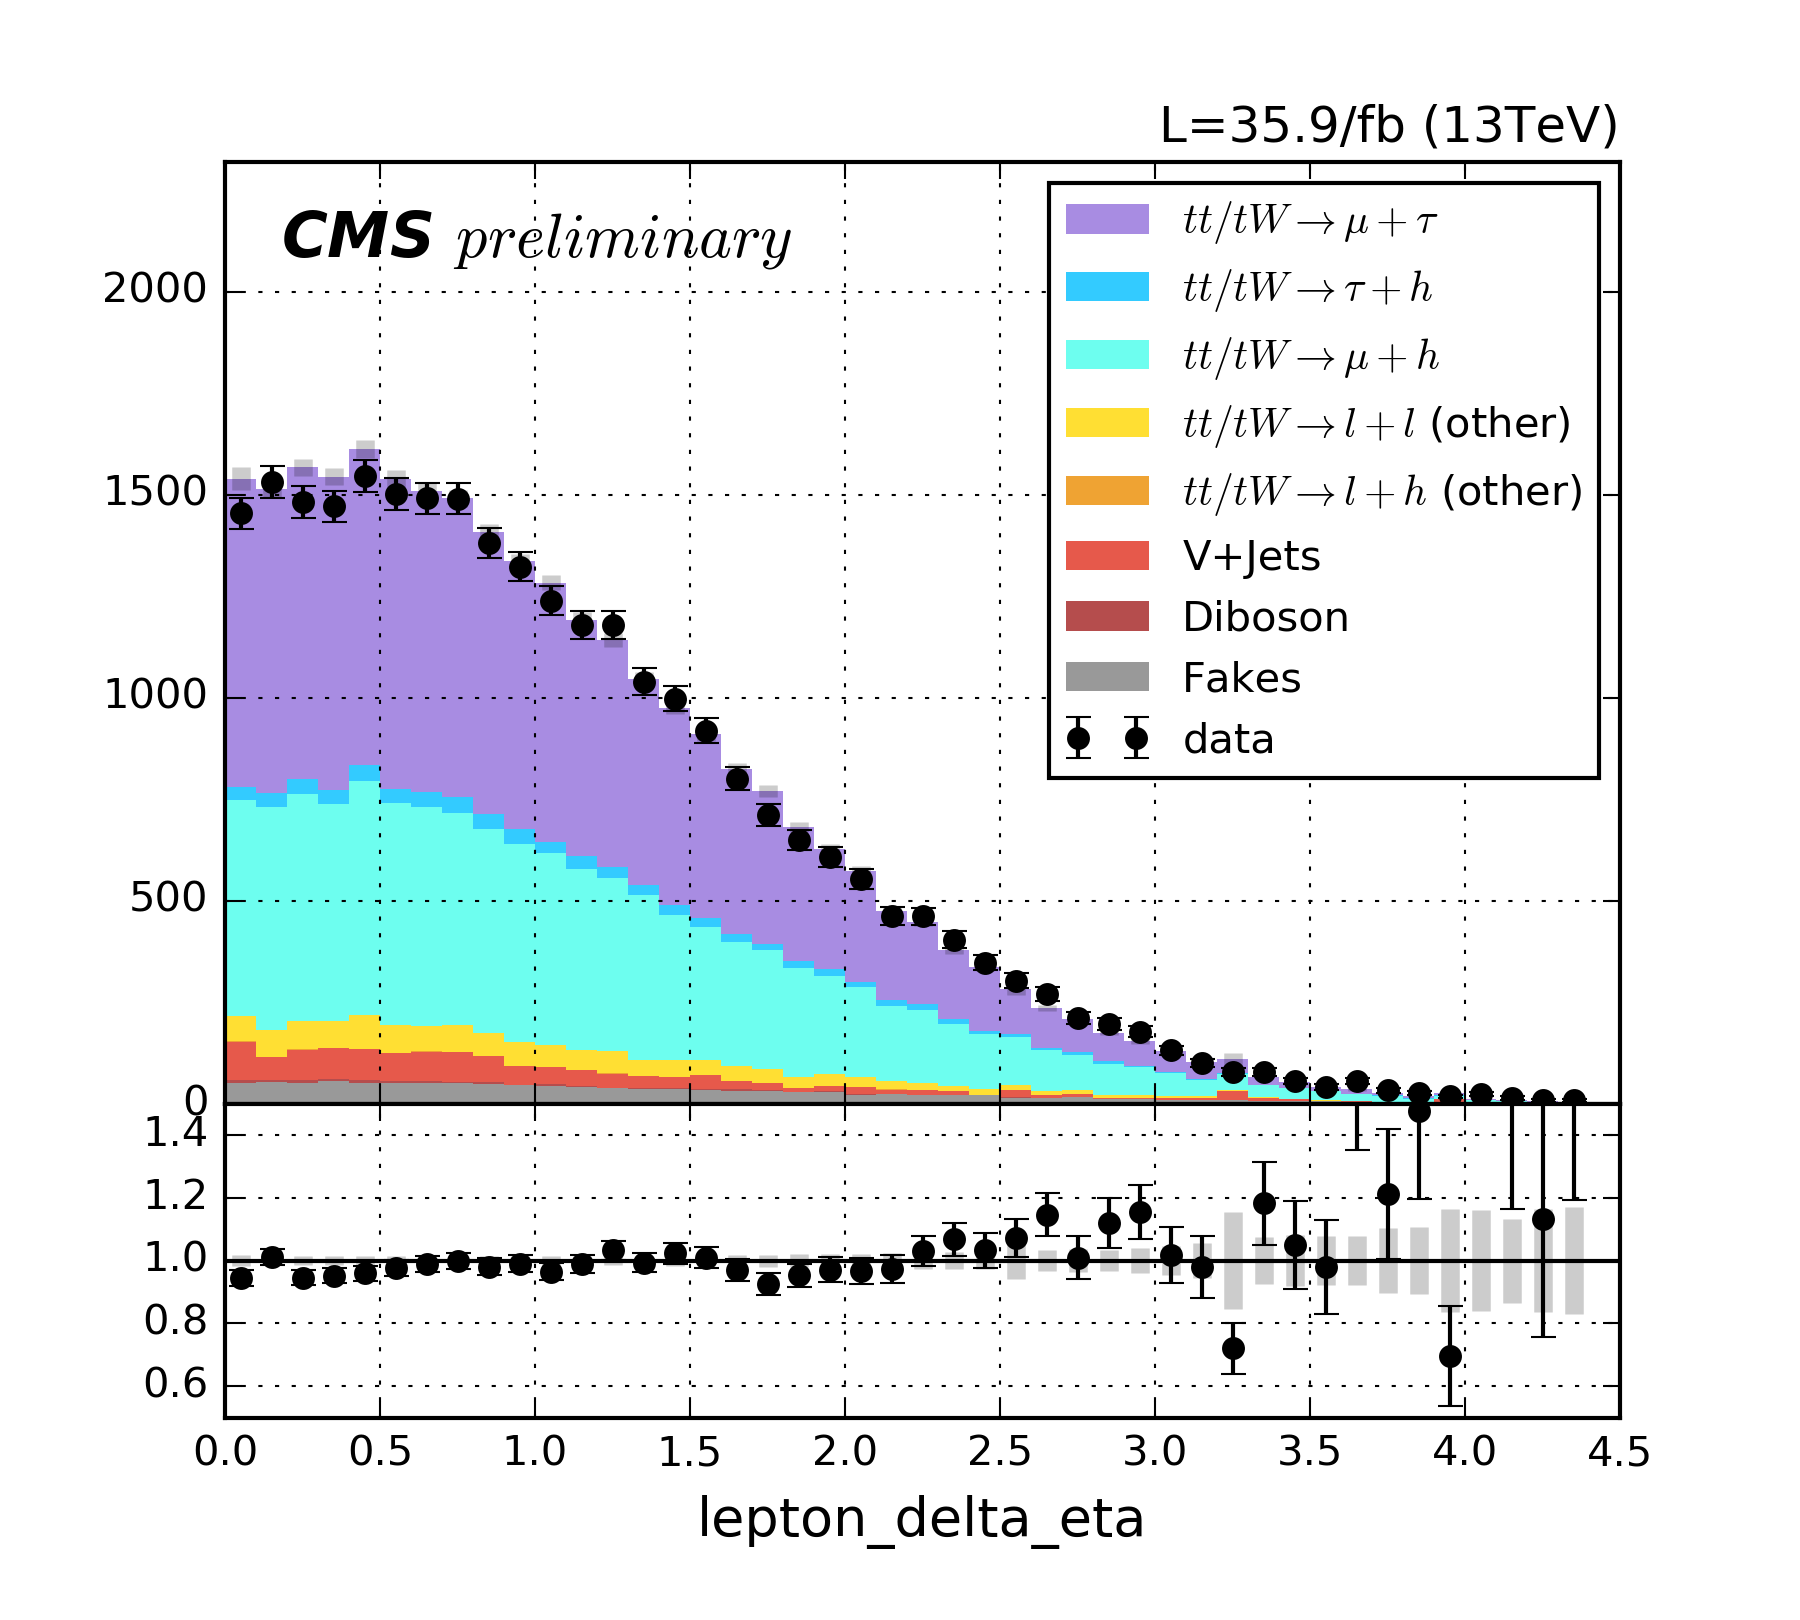 L=35.9/fb (13TeV)
CMS preliminary
tt/tW → μ + τ
tt/tW → τ + h
tt/tW → μ + h
tt/tW → l + l (other)
tt/tW → l + h (other)
V+Jets
Diboson
Fakes
data
2000
1500
1000
500
0
1.4
1.2
1.0
0.8
0.6
0.0 0.5 1.0 1.5 2.0 2.5 3.0 3.5 4.0 4.5
lepton_delta_eta